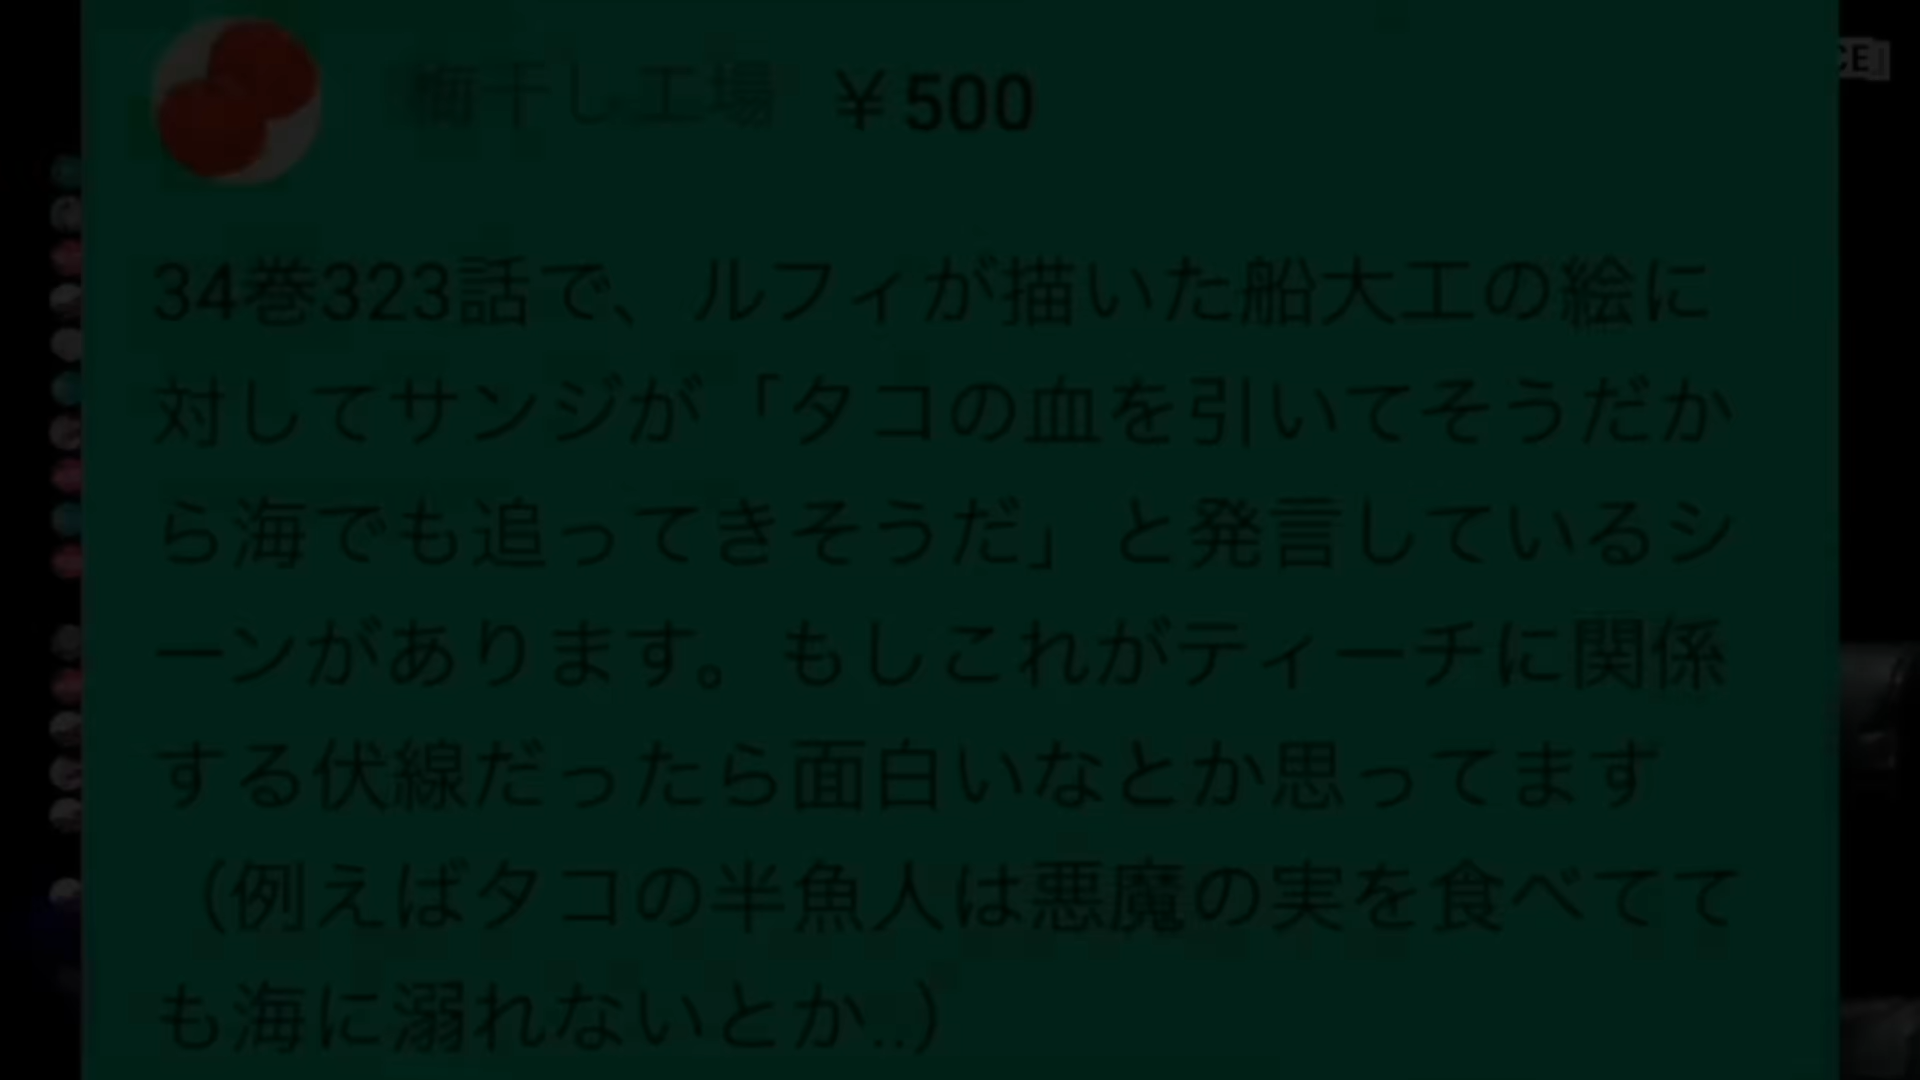 梅干し工場 ￥500
34巻323話で、ルフィが描いた船大工の絵に
対してサンジが「タコの血を引いてそうだか
ら海でも追ってきそうだ」と発言しているシ
ーンがあります。もしこれがティーチに関係
する伏線だったら面白いなとか思ってます
（例えばタコの半魚人は悪魔の実を食べてて
も海に溺れないとか..）